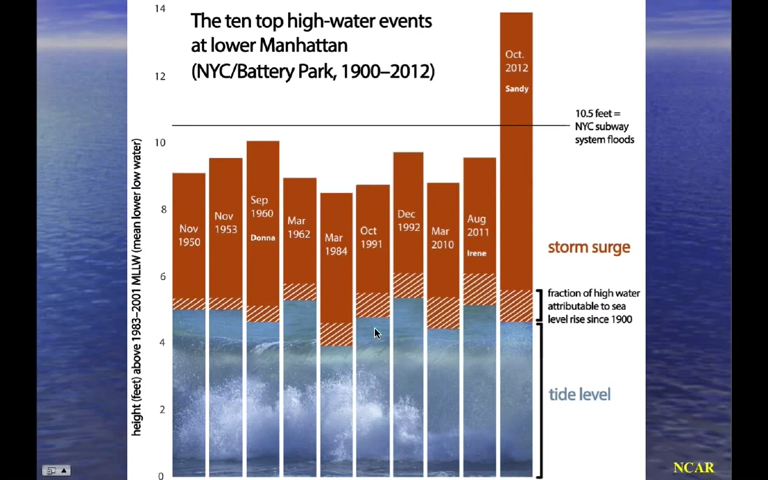 The ten top high-water events
at lower Manhattan
(NYC/Battery Park, 1900–2012)
height (feet) above 1983–2001 MLLW (mean lower low water)
14
12
10
8
6
4
2
0
Nov
1950
Nov
1953
Sep
1960
Donna
Mar
1962
Mar
1984
Oct
1991
Dec
1992
Mar
2010
Aug
2011
Irene
Oct.
2012
Sandy
10.5 feet =
NYC subway
system floods
storm surge
fraction of high water
attributable to sea
level rise since 1900
tide level
NCAR